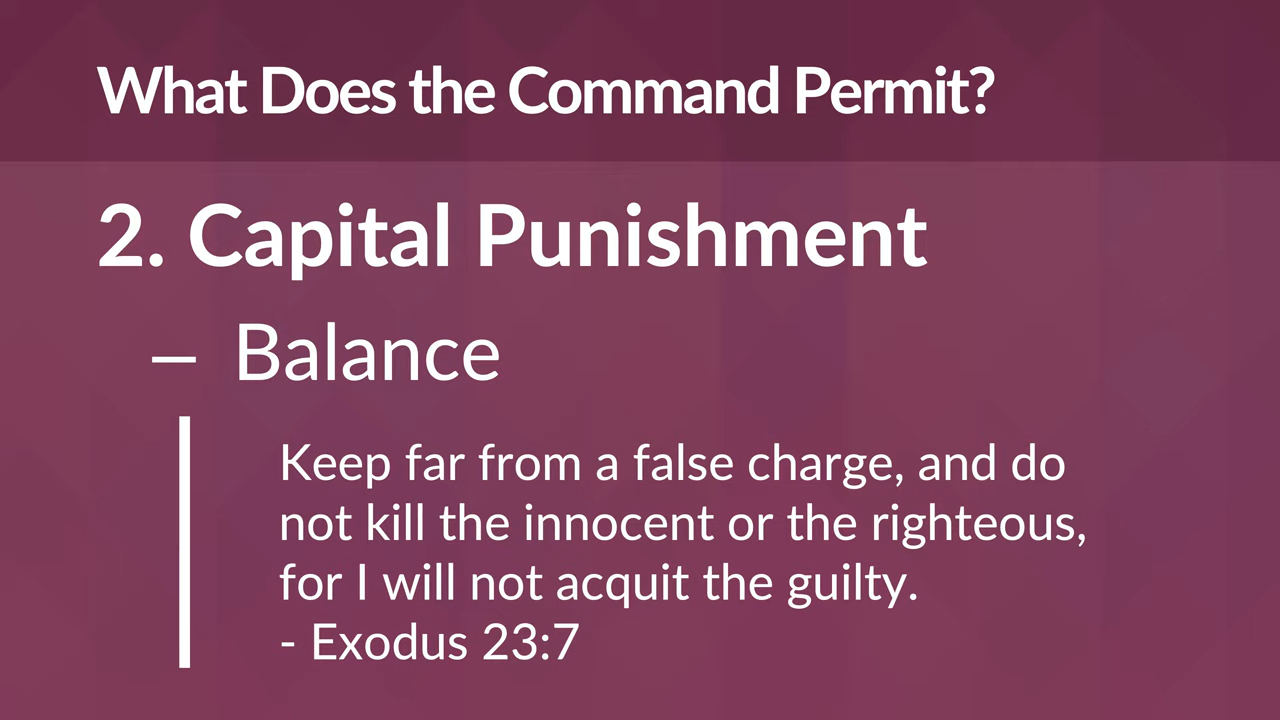 What Does the Command Permit?
2. Capital Punishment
– Balance
Keep far from a false charge, and do
not kill the innocent or the righteous,
for I will not acquit the guilty.
- Exodus 23:7